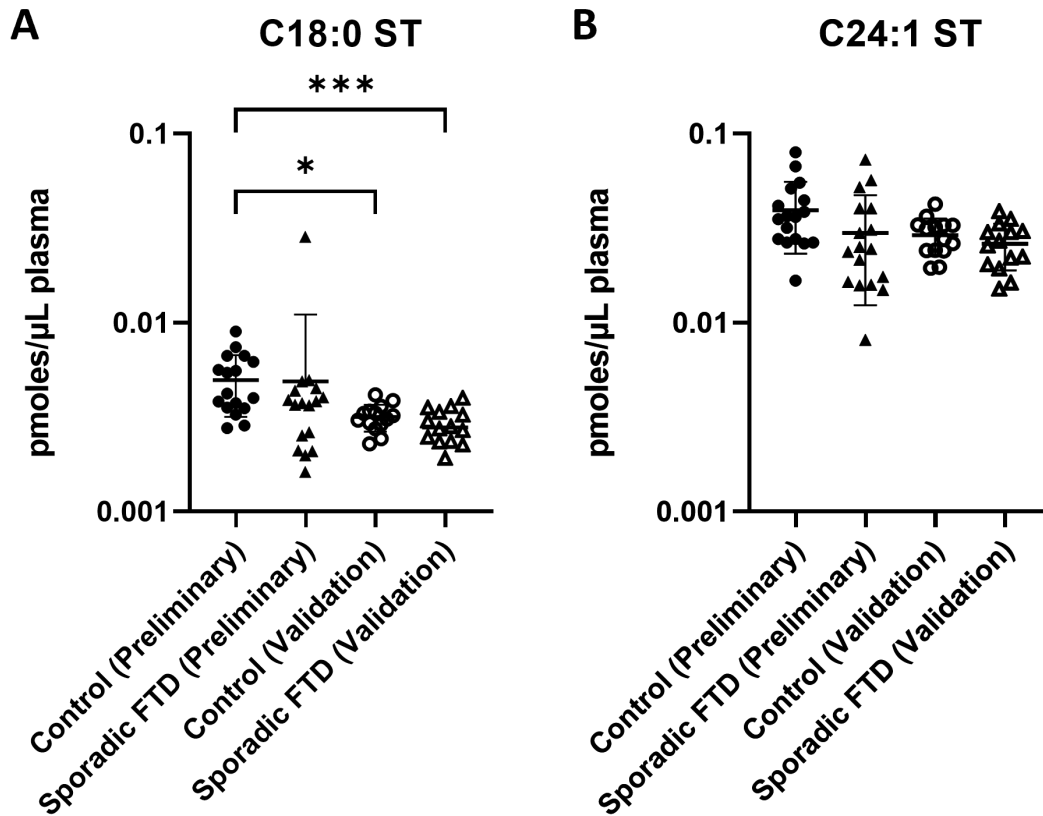 A
C18:0 ST
***
*
pmoles/µL plasma
0.1
0.01
0.001
Control (Preliminary)
Sporadic FTD (Preliminary)
Control (Validation)
Sporadic FTD (Validation)
B
C24:1 ST
pmoles/µL plasma
0.1
0.01
0.001
Control (Preliminary)
Sporadic FTD (Preliminary)
Control (Validation)
Sporadic FTD (Validation)